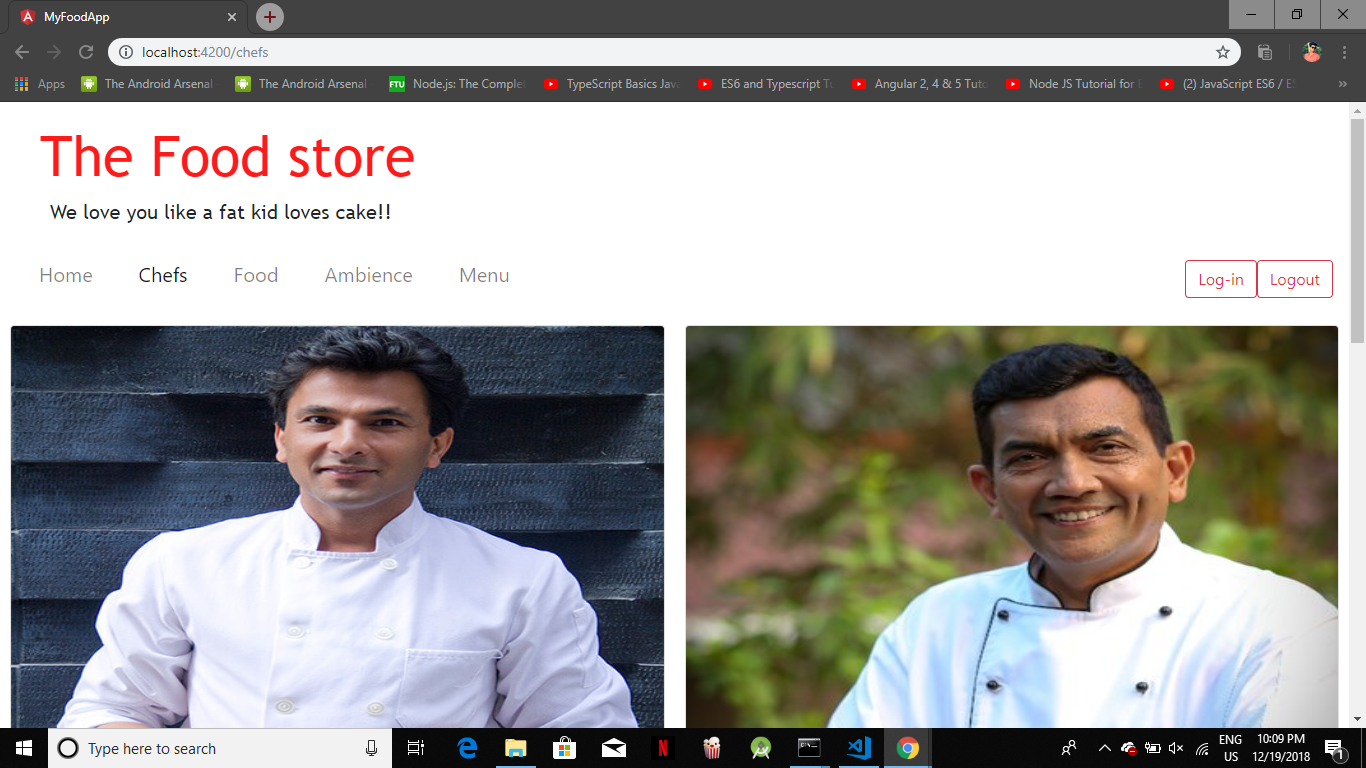 MyFoodApp
localhost:4200/chefs
Apps
The Android Arsenal
The Android Arsenal
FTU
Node.js: The Complet
TypeScript Basics Jav
ES6 and Typescript Tu
Angular 2, 4 & 5 Tuto
Node JS Tutorial for B
(2) JavaScript ES6 / ES
The Food store
We love you like a fat kid loves cake!!
Home
Chefs
Food
Ambience
Menu
Log-in
Logout
Type here to search
ENG
US
10:09 PM
12/19/2018
1